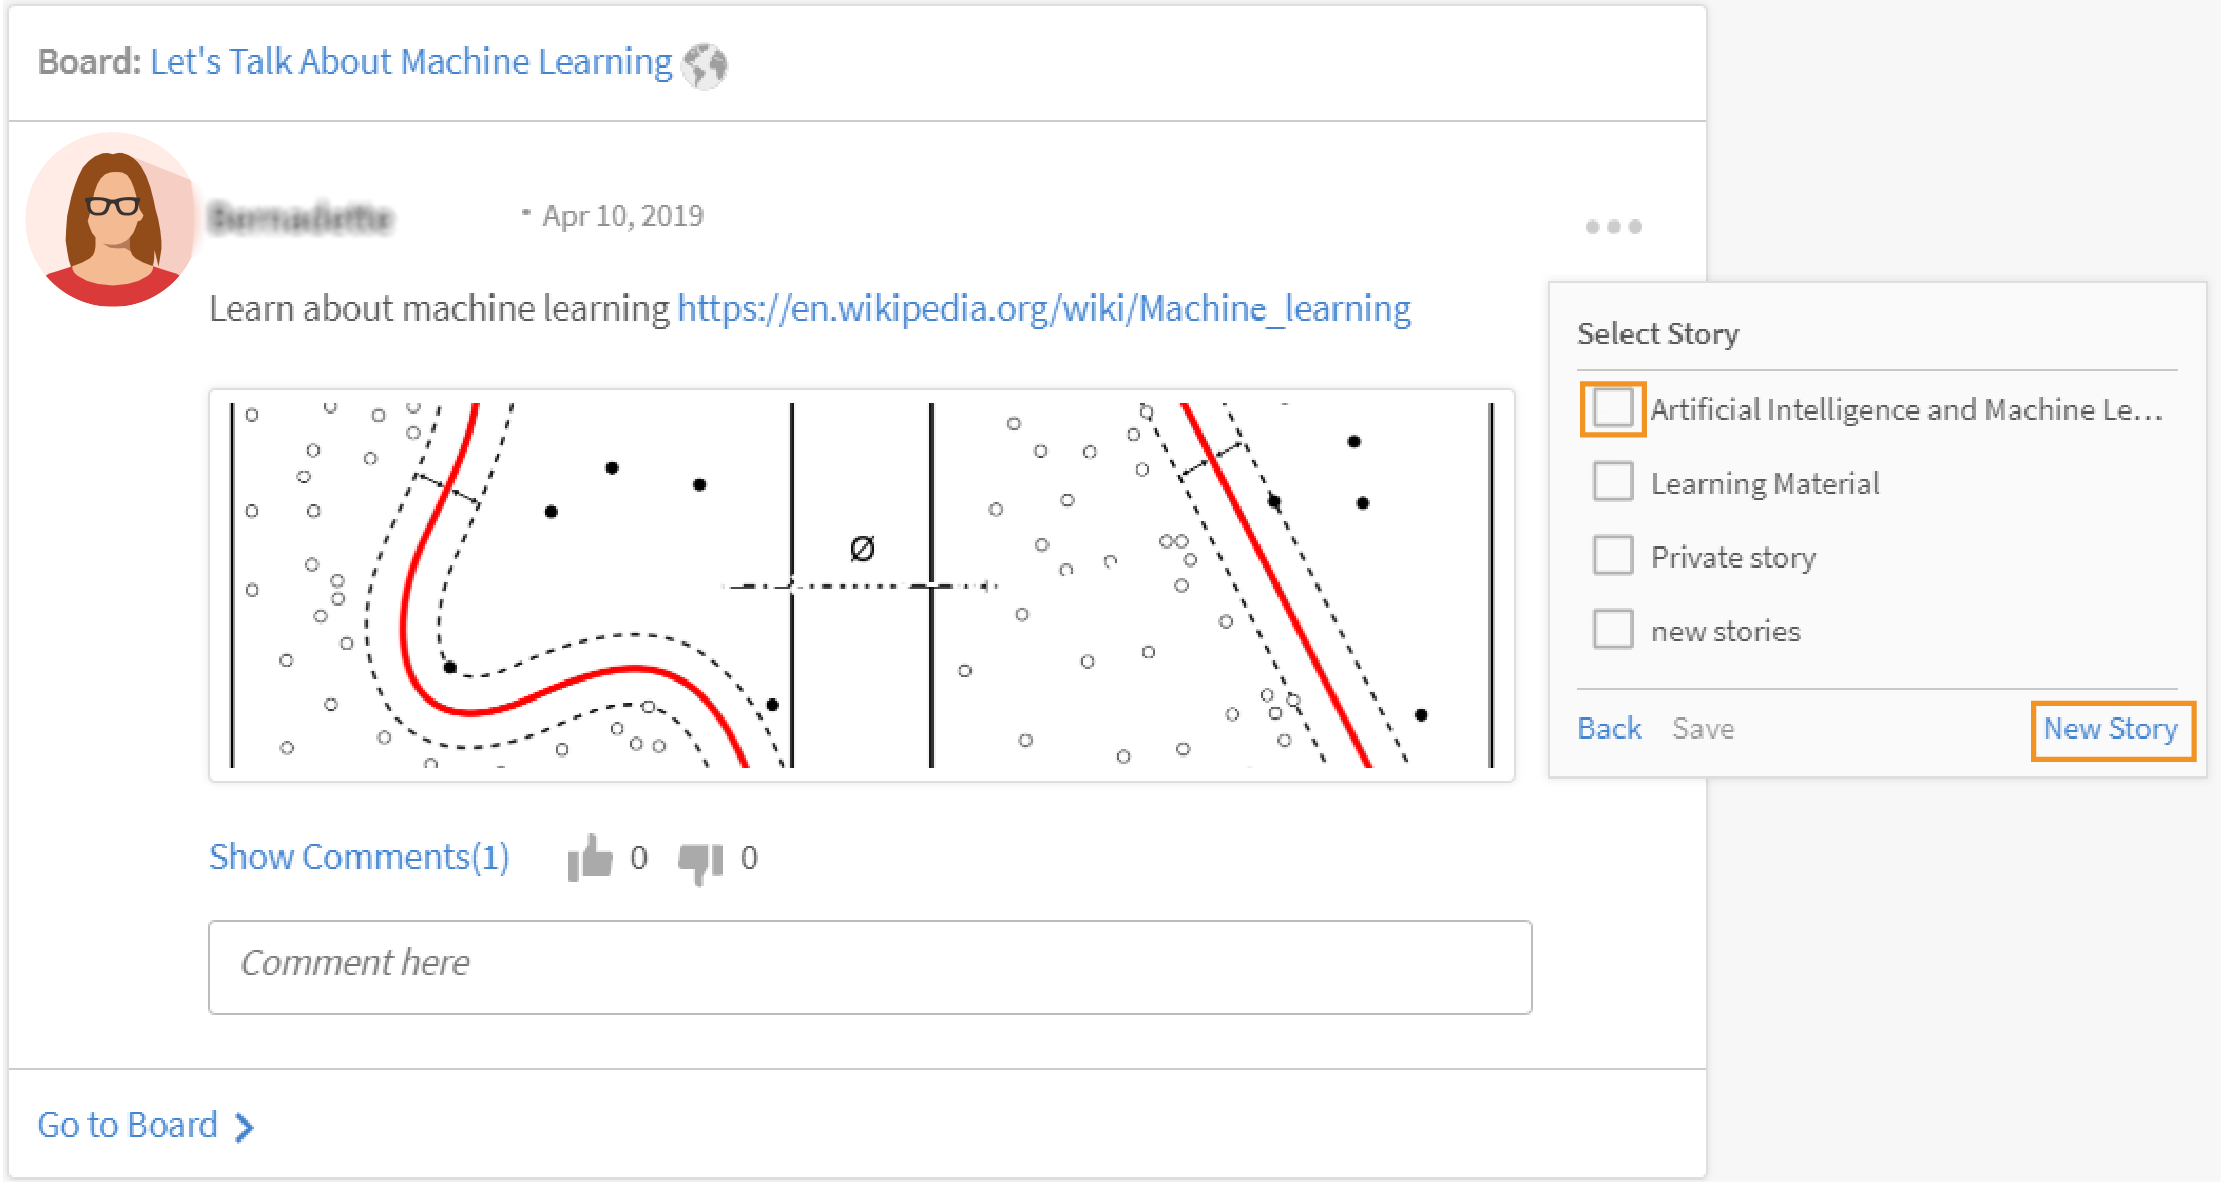 Board: Let's Talk About Machine Learning
Bernadette · Apr 10, 2019
Learn about machine learning https://en.wikipedia.org/wiki/Machine_learning
Ø
Select Story
Artificial Intelligence and Machine Le...
Learning Material
Private story
new stories
Back Save New Story
Show Comments(1) 0 0
Comment here
Go to Board